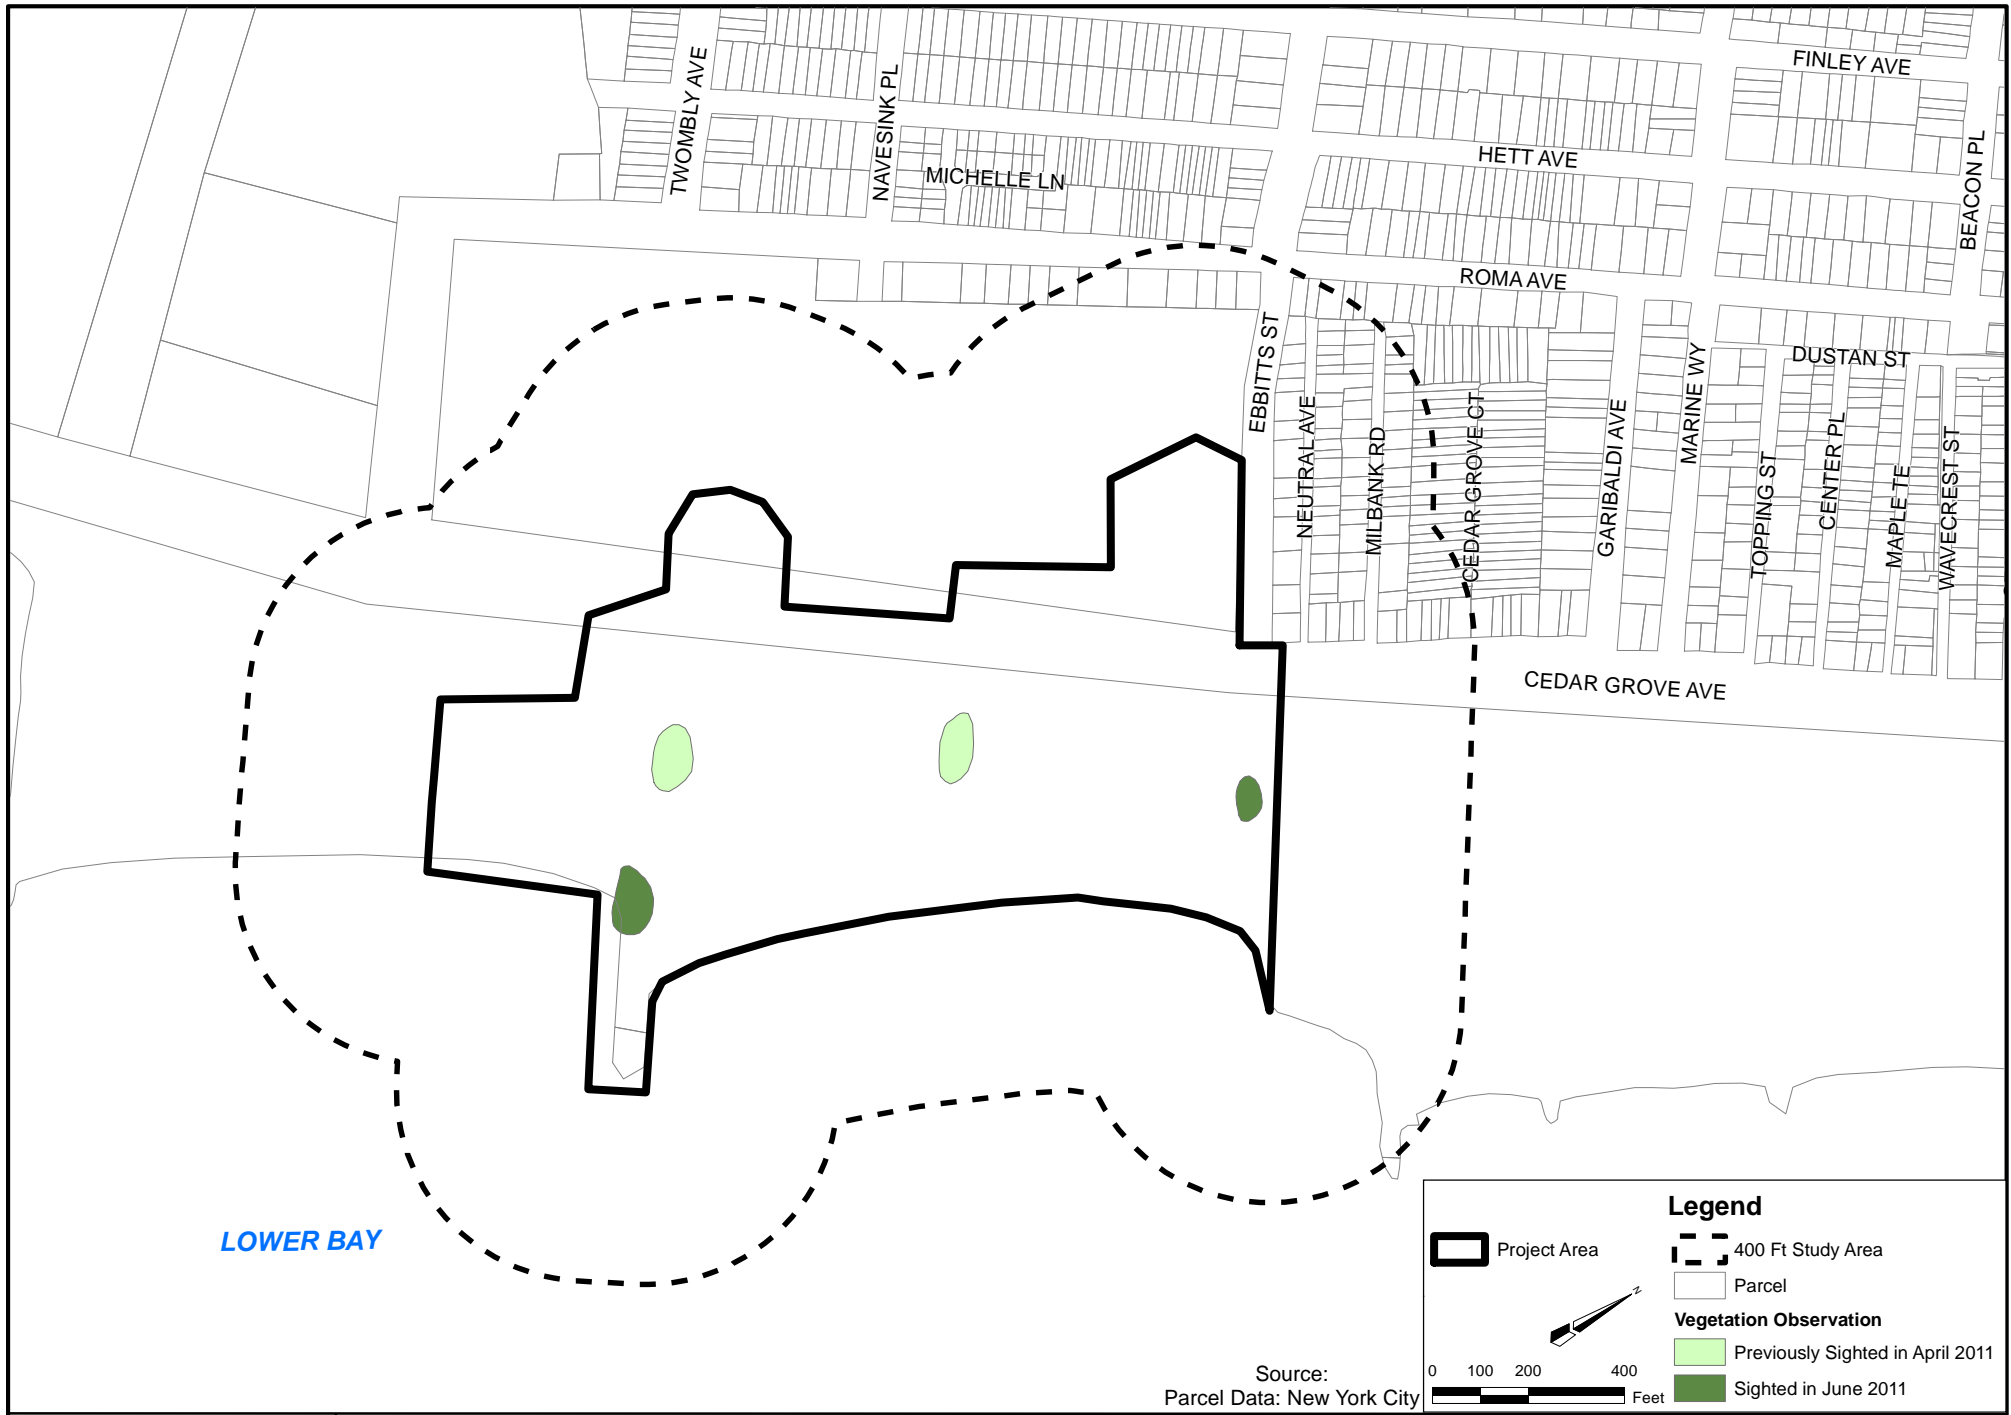 FINLEY AVE
TWOMBLY AVE
NAVESINK PL
BEACON PL
HETT AVE
MICHELLE LN
ROMA AVE
EBBITTS ST
DUSTAN ST
NEUTRAL AVE
MILBANK RD
CEDAR GROVE CT
GARIBALDI AVE
MARINE WY
TOPPING ST
CENTER PL
MAPLE TE
WAVECREST ST
CEDAR GROVE AVE
LOWER BAY
Legend
Project Area
400 Ft Study Area
Parcel
N
Vegetation Observation
Previously Sighted in April 2011
Sighted in June 2011
0 100 200 400
Feet
Source:
Parcel Data: New York City